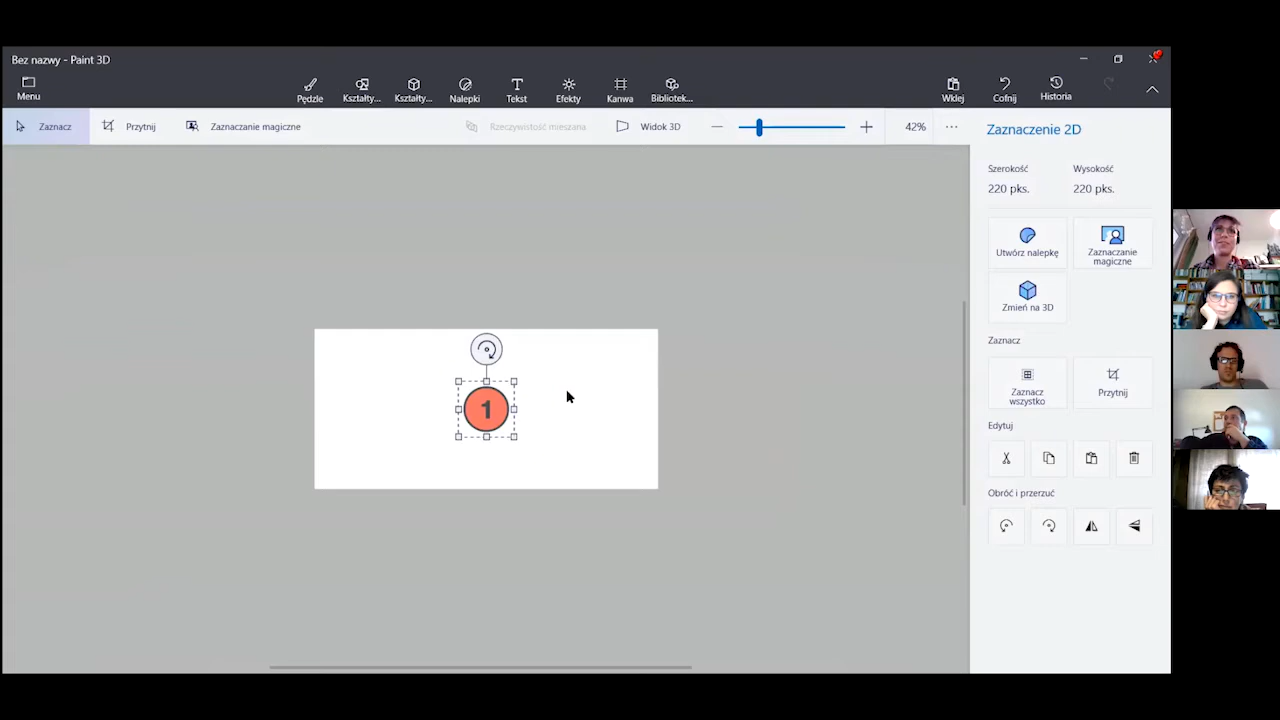 Bez nazwy - Paint 3D
Menu
Pędzle
Kształty...
Kształty...
Nalepki
Tekst
Efekty
Kanwa
Bibliotek...
Wklej
Cofnij
Historia
Zaznacz
Przytnij
Zaznaczanie magiczne
Rzeczywistość mieszana
Widok 3D
42%
Zaznaczenie 2D
Szerokość
Wysokość
220 pks.
220 pks.
Utwórz nalepkę
Zaznaczanie
magiczne
Zmień na 3D
Zaznacz
Zaznacz
wszystko
Przytnij
Edytuj
Obróć i przerzuć
1